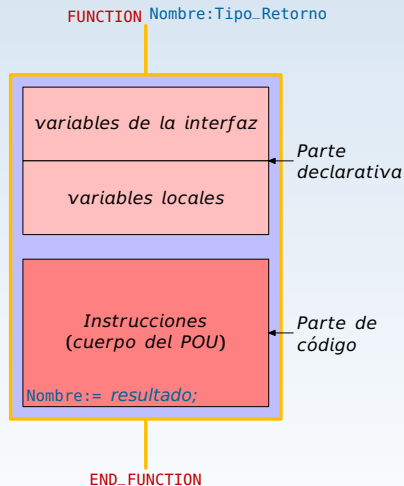 FUNCTION Nombre:Tipo_Retorno
variables de la interfaz
Parte
declarativa
variables locales
Instrucciones
(cuerpo del POU)
Parte de
código
Nombre:= resultado;
END_FUNCTION